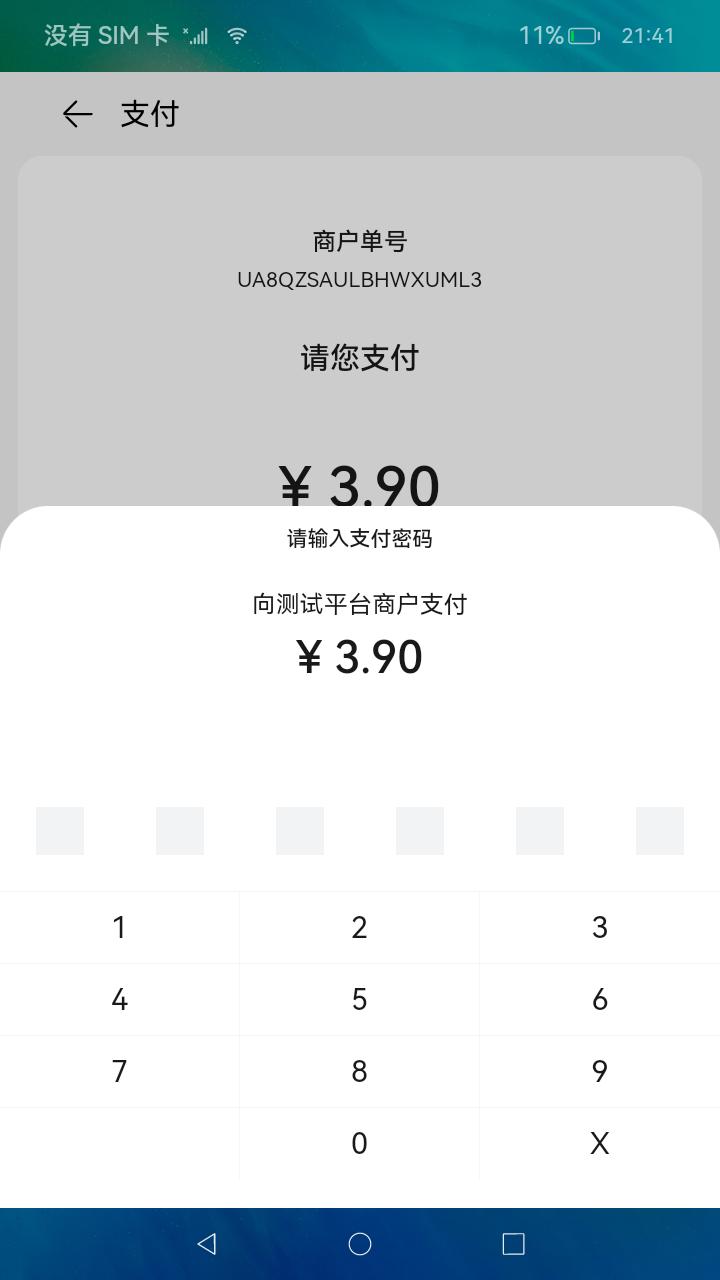 没有 SIM 卡 11% 21:41
支付
商户单号
UA8QZSAULBHWXUML3
请您支付
¥ 3.90
请输入支付密码
向测试平台商户支付
¥ 3.90
1 2 3
4 5 6
7 8 9
0 X